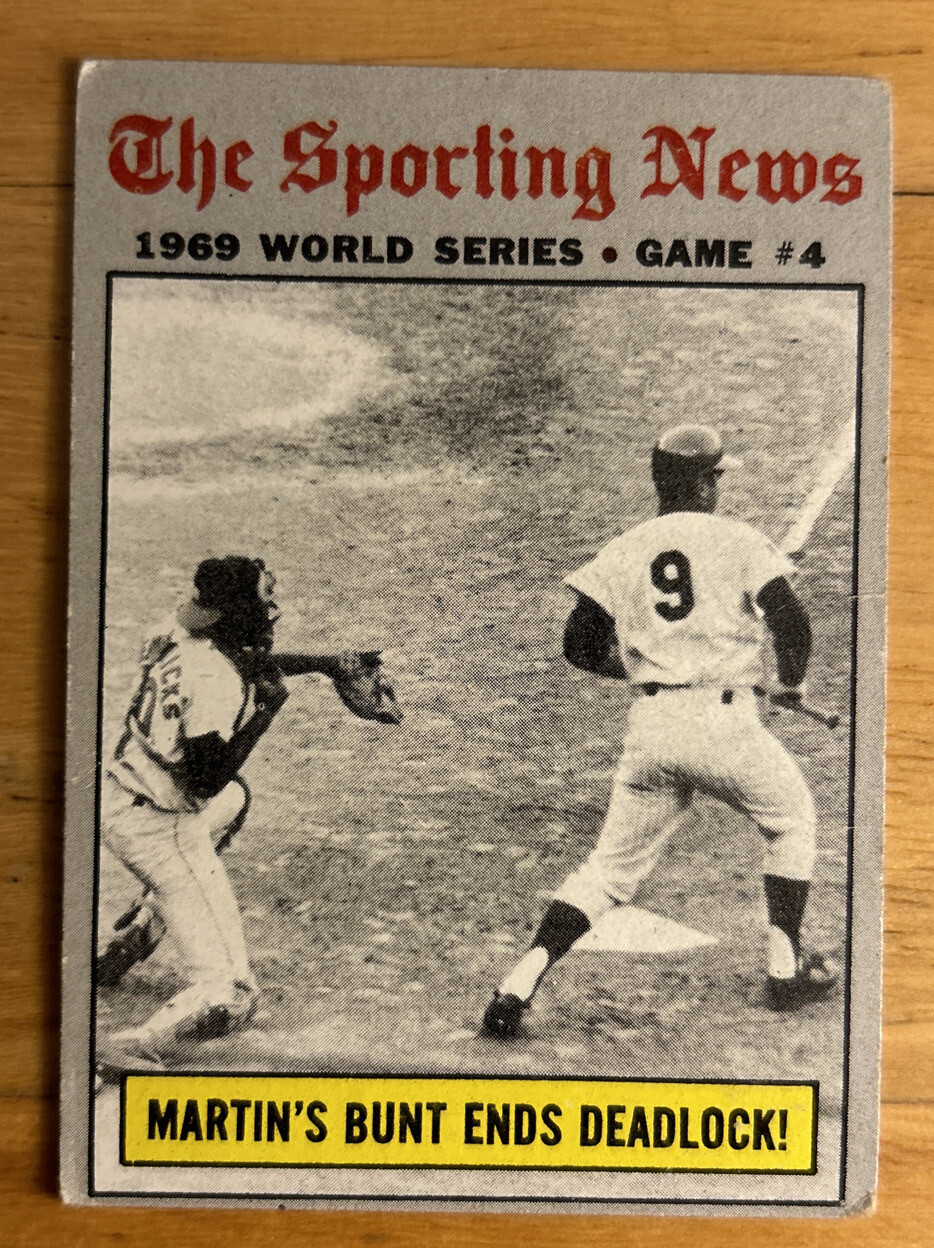 The Sporting News
1969 WORLD SERIES • GAME #4
9
MARTIN'S BUNT ENDS DEADLOCK!